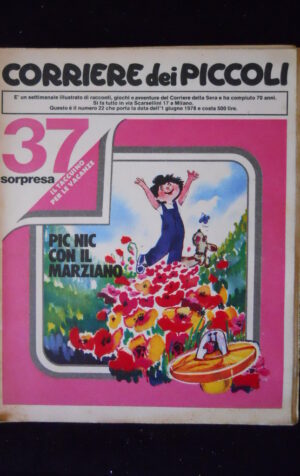 CORRIERE dei PICCOLI
E' un settimanale illustrato di racconti, giochi e avventure del Corriere della Sera e ha compiuto 70 anni.
Si fa tutto in via Scarsellini 17 a Milano.
Questo è il numero 22 che porta la data dell'1 giugno 1978 e costa 500 lire.
37
sorpresa
IL TACCUINO
PER LE VACANZE
PIC NIC
CON IL
MARZIANO